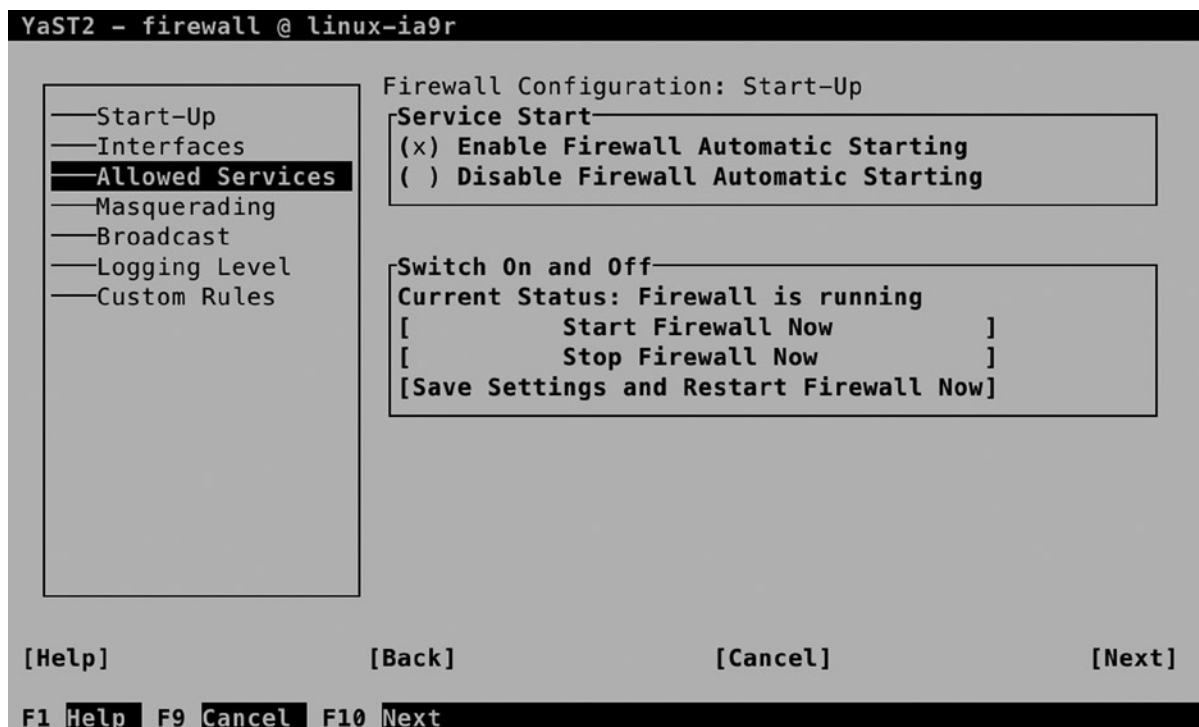 YaST2 – firewall @ linux–ia9r
Start–Up
Interfaces
Allowed Services
Masquerading
Broadcast
Logging Level
Custom Rules
Firewall Configuration: Start–Up
Service Start
(x) Enable Firewall Automatic Starting
( ) Disable Firewall Automatic Starting
Switch On and Off
Current Status: Firewall is running
[ Start Firewall Now ]
[ Stop Firewall Now ]
[Save Settings and Restart Firewall Now]
[Help] [Back] [Cancel] [Next]
F1 Help F9 Cancel F10 Next